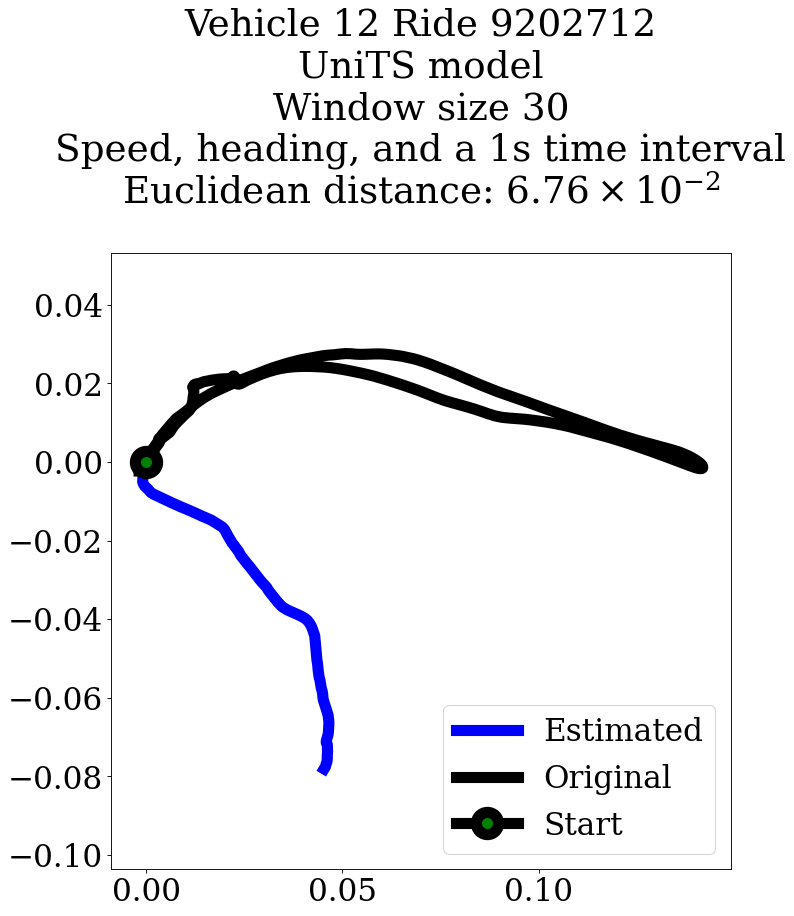 Vehicle 12 Ride 9202712
UniTS model
Window size 30
Speed, heading, and a 1s time interval
Euclidean distance: 6.76 × 10⁻²
0.04
0.02
0.00
−0.02
−0.04
−0.06
−0.08
−0.10
Estimated
Original
Start
0.00 0.05 0.10